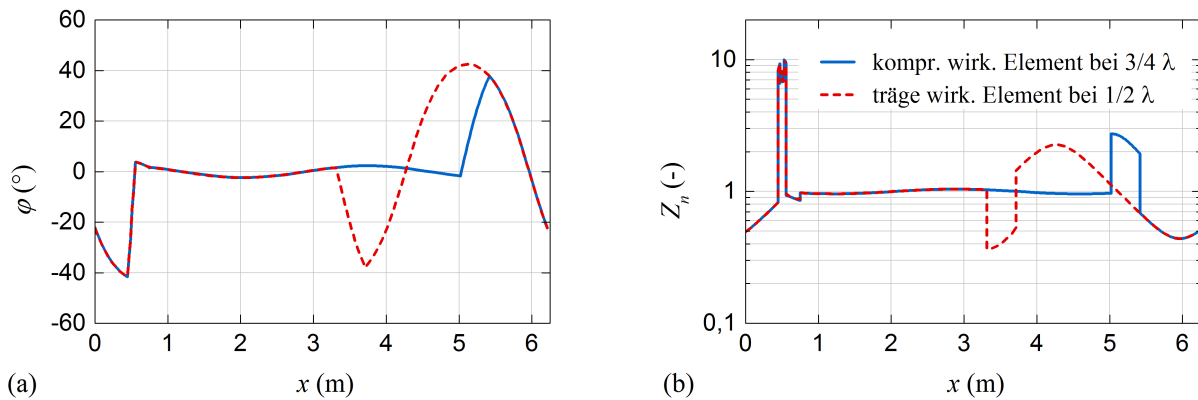 60
40
20
0
-20
-40
-60
φ (°)
0 1 2 3 4 5 6
x (m)
(a)
10
1
0,1
Zn (-)
kompr. wirk. Element bei 3/4 λ
träge wirk. Element bei 1/2 λ
0 1 2 3 4 5 6
x (m)
(b)